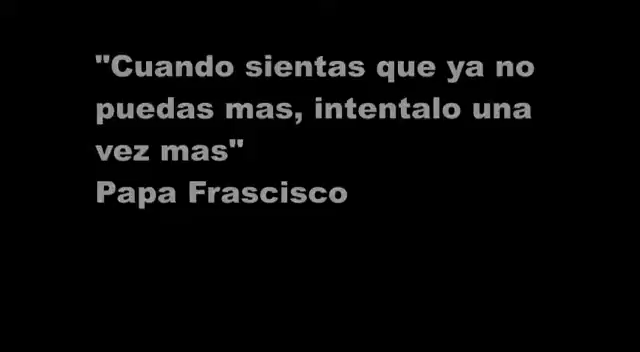 "Cuando sientas que ya no
puedas mas, intentalo una
vez mas"
Papa Frascisco